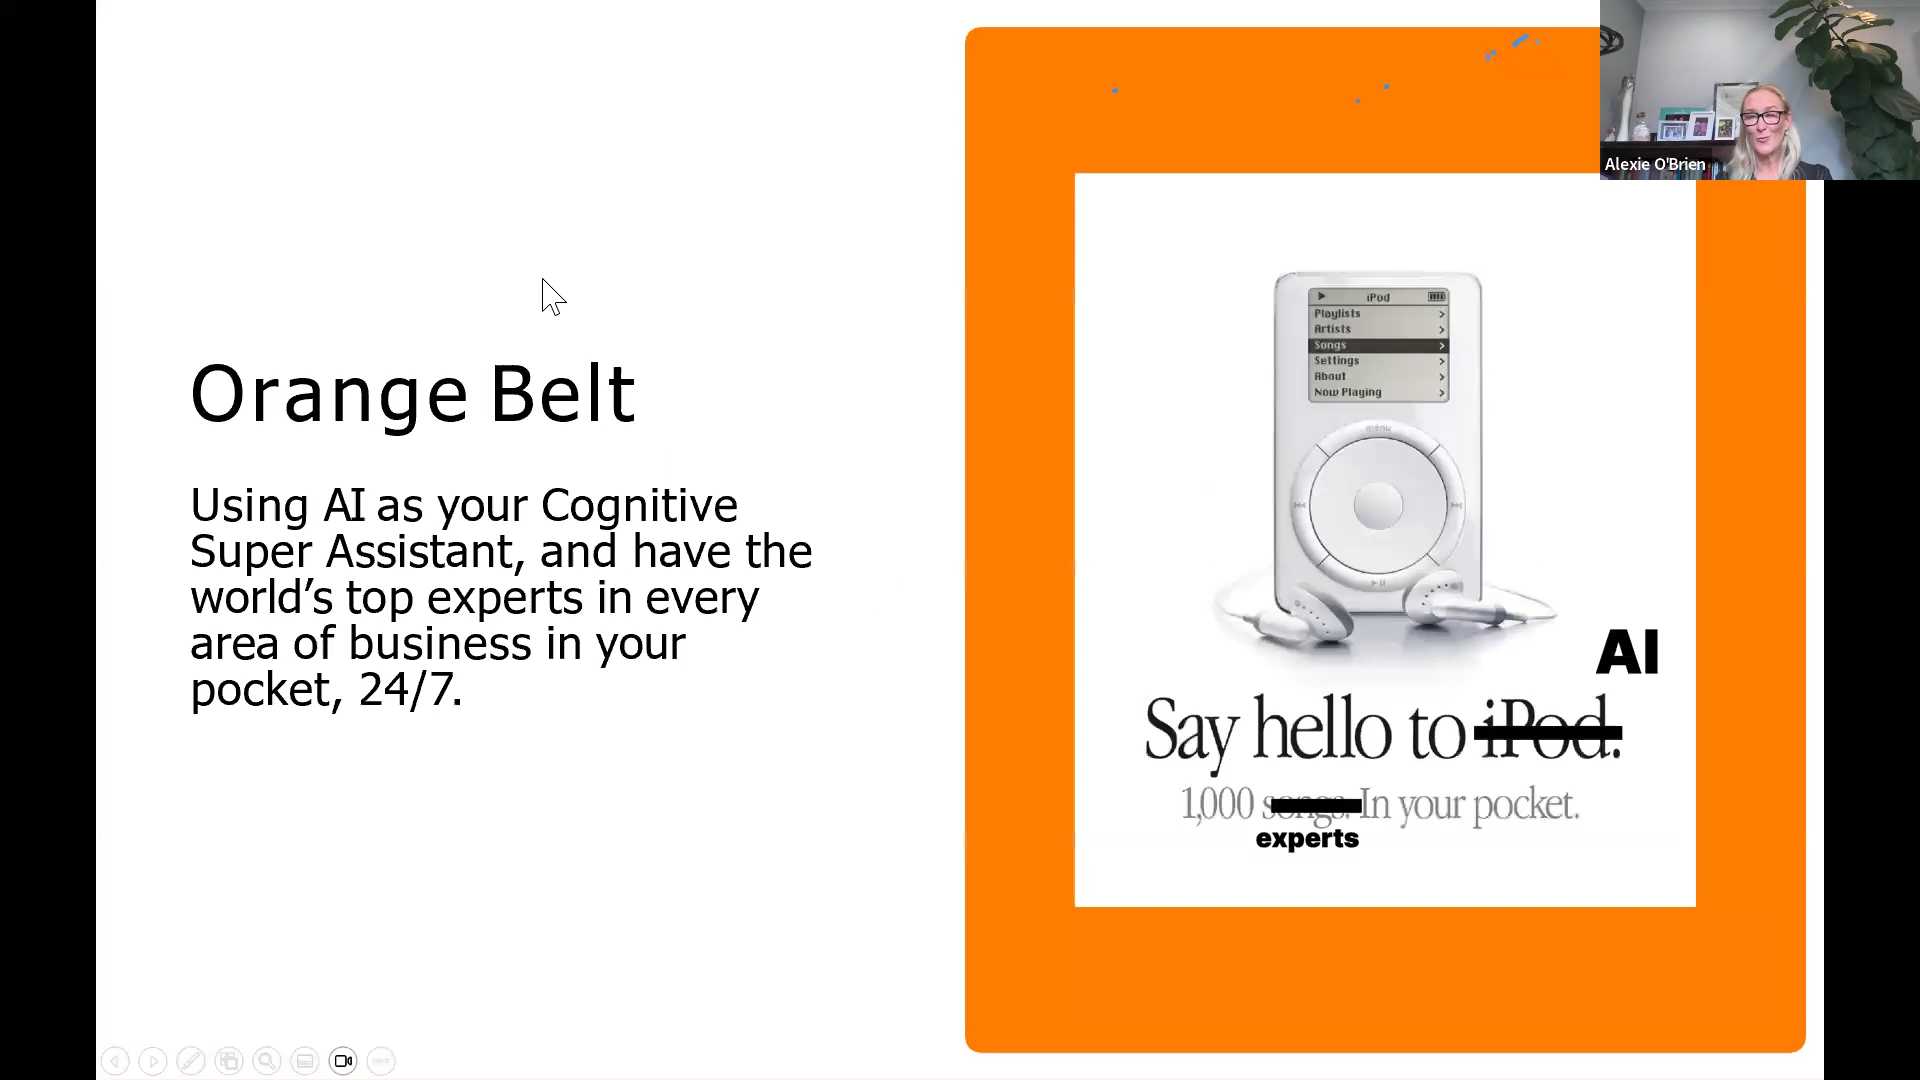 Alexie O'Brien
Orange Belt
Using AI as your Cognitive
Super Assistant, and have the
world's top experts in every
area of business in your
pocket, 24/7.
iPod
Playlists
Artists
Songs
Settings
About
Now Playing
MENU
AI
Say hello to iPod.
1,000 songs. In your pocket.
experts